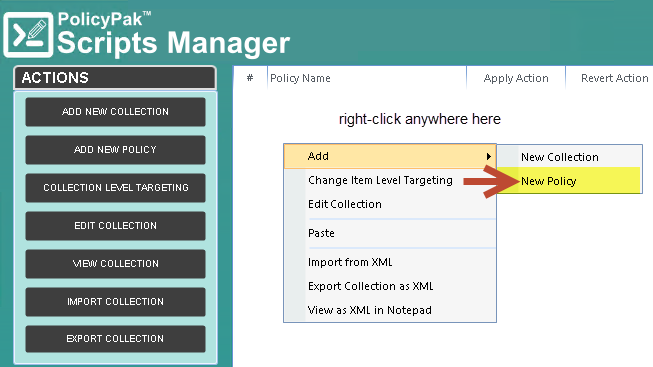 PolicyPak™
Scripts Manager
ACTIONS
ADD NEW COLLECTION
ADD NEW POLICY
COLLECTION LEVEL TARGETING
EDIT COLLECTION
VIEW COLLECTION
IMPORT COLLECTION
EXPORT COLLECTION
# Policy Name Apply Action Revert Action
right-click anywhere here
Add
Change Item Level Targeting
Edit Collection
Paste
Import from XML
Export Collection as XML
View as XML in Notepad
New Collection
New Policy